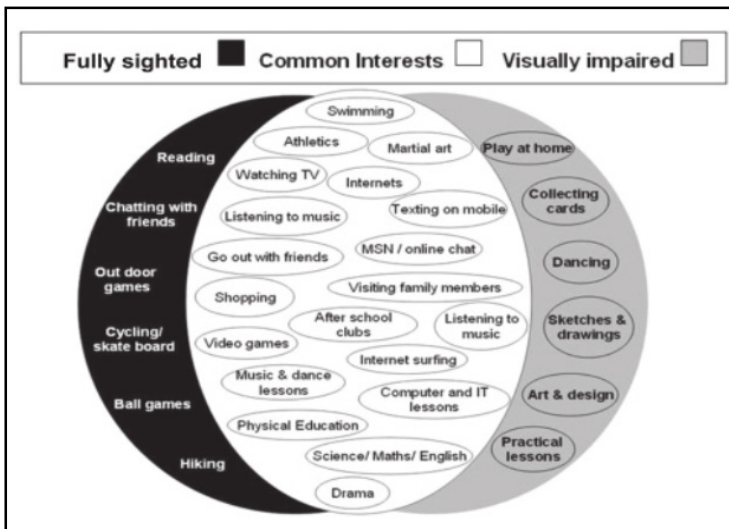 Fully sighted
Common Interests
Visually impaired
Swimming
Athletics
Martial art
Play at home
Reading
Watching TV
Internets
Collecting
cards
Chatting with
friends
Listening to music
Texting on mobile
Go out with friends
MSN / online chat
Dancing
Out door
games
Shopping
Visiting family members
Cycling/
skate board
Video games
After school
clubs
Listening to
music
Sketches &
drawings
Internet surfing
Music & dance
lessons
Computer and IT
lessons
Art & design
Ball games
Physical Education
Practical
lessons
Hiking
Science/ Maths/ English
Drama